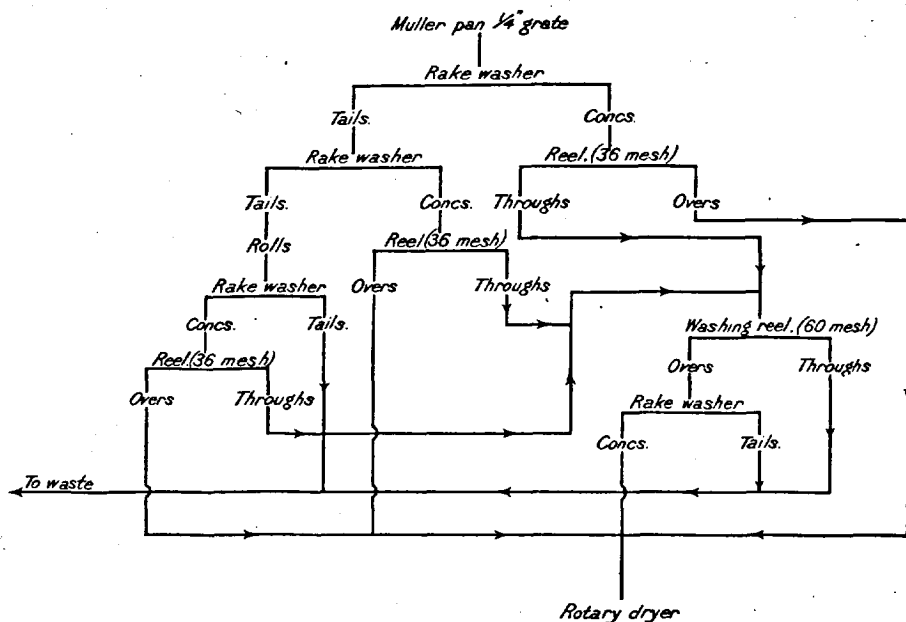 Muller pan 1/4" grate
Rake washer
Tails.
Concs.
Rake washer
Reel.(36 mesh)
Tails.
Concs.
Throughs
Overs
Rolls
Reel(36 mesh)
Rake washer
Overs
Throughs
Concs.
Tails.
Washing reel.(60 mesh)
Reel.(36 mesh)
Overs
Throughs
Overs
Throughs
Rake washer
Concs.
Tails.
To waste
Rotary dryer